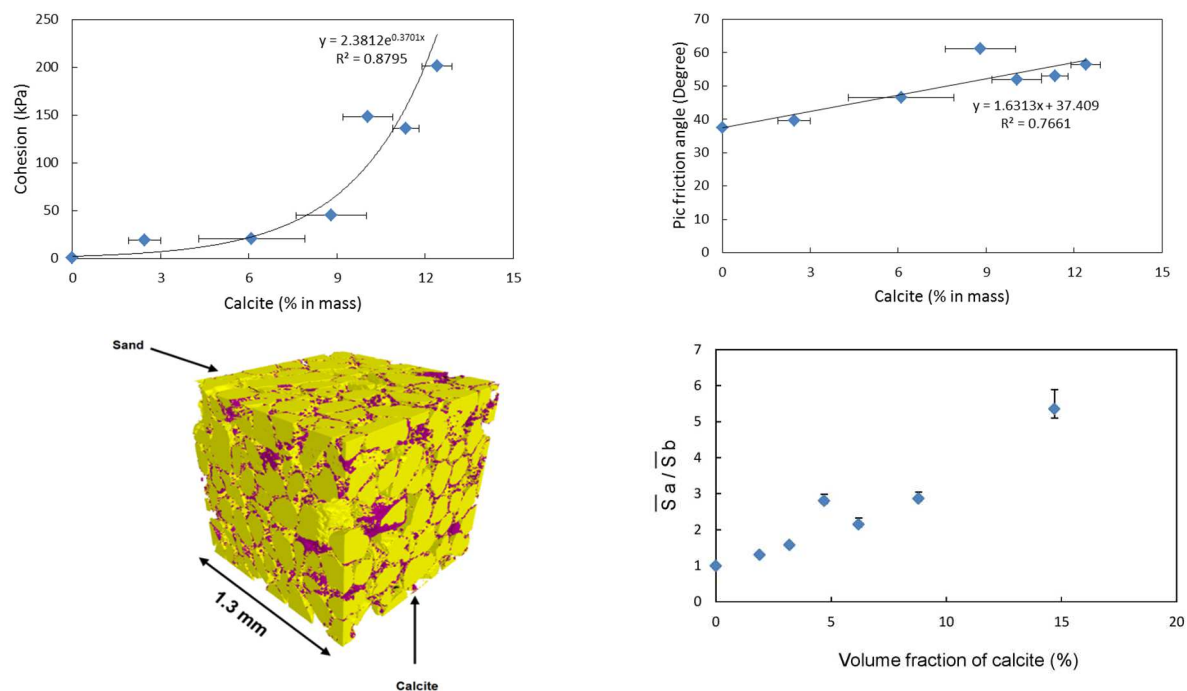 250
200
150
100
50
0
Cohesion (kPa)
y = 2.3812e^0.3701x
R² = 0.8795
0 3 6 9 12 15
Calcite (% in mass)
70
60
50
40
30
20
10
0
Pic friction angle (Degree)
y = 1.6313x + 37.409
R² = 0.7661
0 3 6 9 12 15
Calcite (% in mass)
Sand
1.3 mm
Calcite
7
6
5
4
3
2
1
0
S̅a / S̅b
0 5 10 15 20
Volume fraction of calcite (%)